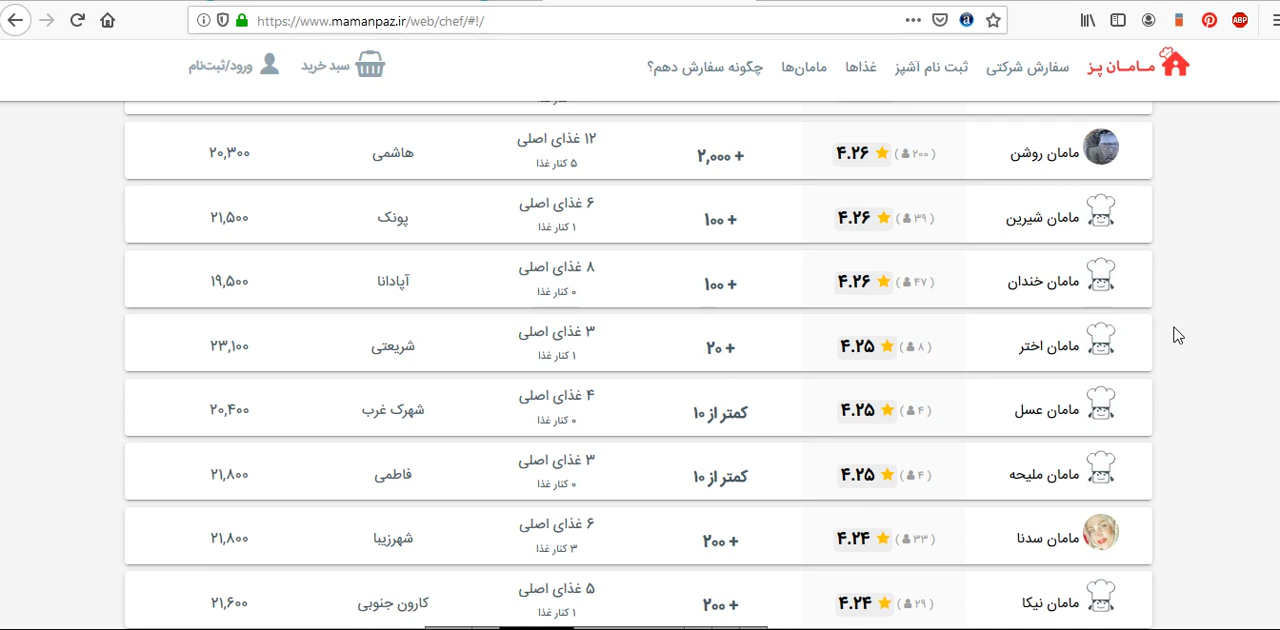 https://www.mamanpaz.ir/web/chef/#!/
مـامـان پـز
سفارش شرکتی
ثبت نام آشپز
غذاها
مامان‌ها
چگونه سفارش دهم؟
سبد خرید
ورود/ثبت‌نام
مامان روشن (۲۰۰) ۴.۲۶ +۲,۰۰۰ ۱۲ غذای اصلی هاشمی ۲۰,۳۰۰
۵ کنار غذا
مامان شیرین (۳۹) ۴.۲۶ +۱۰۰ ۶ غذای اصلی پونک ۲۱,۵۰۰
۱ کنار غذا
مامان خندان (۴۷) ۴.۲۶ +۱۰۰ ۸ غذای اصلی آپادانا ۱۹,۵۰۰
۰ کنار غذا
مامان اختر (۸) ۴.۲۵ +۲۰ ۳ غذای اصلی شریعتی ۲۳,۱۰۰
۱ کنار غذا
مامان عسل (۴) ۴.۲۵ کمتر از ۱۰ ۴ غذای اصلی شهرک غرب ۲۰,۴۰۰
۰ کنار غذا
مامان ملیحه (۴) ۴.۲۵ کمتر از ۱۰ ۳ غذای اصلی فاطمی ۲۱,۸۰۰
۰ کنار غذا
مامان سدنا (۳۳) ۴.۲۴ +۲۰۰ ۶ غذای اصلی شهرزیبا ۲۱,۸۰۰
۳ کنار غذا
مامان نیکا (۲۹) ۴.۲۴ +۲۰۰ ۵ غذای اصلی کارون جنوبی ۲۱,۶۰۰
۱ کنار غذا
ABP